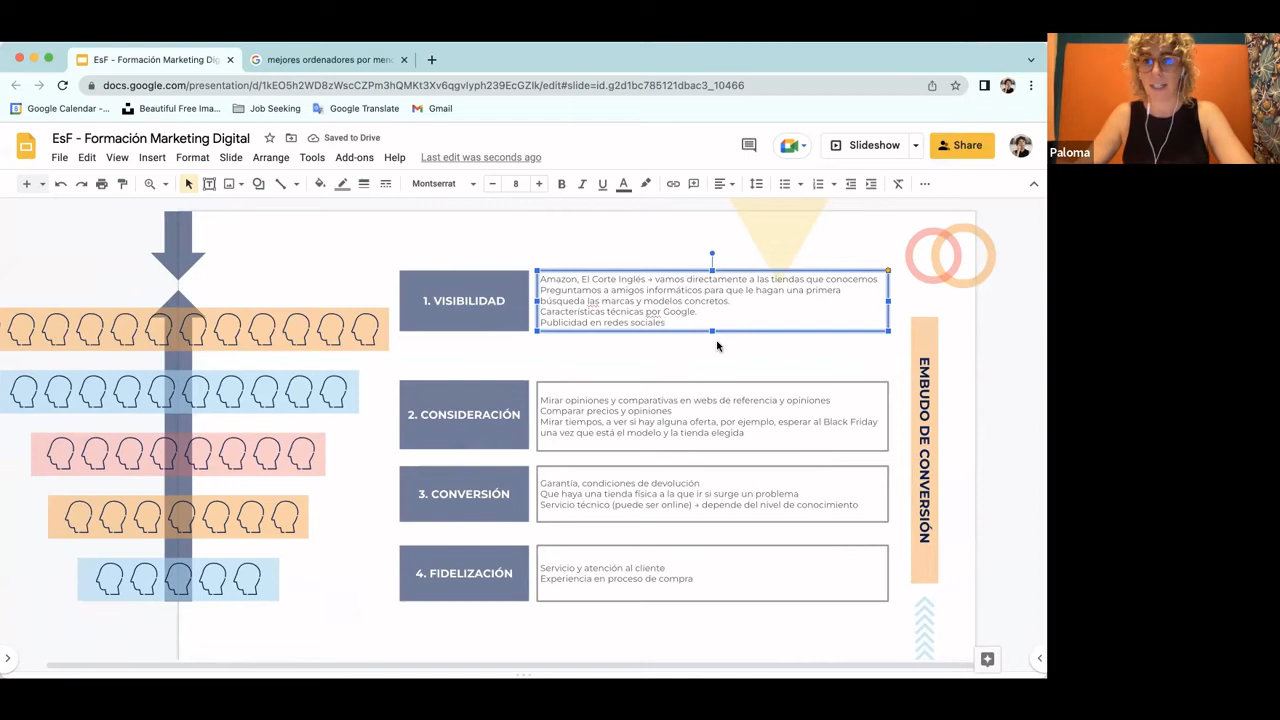 EsF - Formación Marketing Dig
mejores ordenadores por men
docs.google.com/presentation/d/1kEO5h2WD8zWscCZPm3hQMKt3Xv6qgvlyph239EcGZIk/edit#slide=id.g2d1bc785121dbac3_10466
Google Calendar -...
Beautiful Free Ima...
Job Seeking
Google Translate
Gmail
EsF - Formación Marketing Digital
Saved to Drive
File Edit View Insert Format Slide Arrange Tools Add-ons Help Last edit was seconds ago
Slideshow
Share
Paloma
Montserrat
8
1. VISIBILIDAD
Amazon, El Corte Inglés → vamos directamente a las tiendas que conocemos
Preguntamos a amigos informáticos para que le hagan una primera
búsqueda las marcas y modelos concretos.
Características técnicas por Google.
Publicidad en redes sociales
2. CONSIDERACIÓN
Mirar opiniones y comparativas en webs de referencia y opiniones
Comparar precios y opiniones
Mirar tiempos, a ver si hay alguna oferta, por ejemplo, esperar al Black Friday
una vez que está el modelo y la tienda elegida
3. CONVERSIÓN
Garantía, condiciones de devolución
Que haya una tienda física a la que ir si surge un problema
Servicio técnico (puede ser online) → depende del nivel de conocimiento
4. FIDELIZACIÓN
Servicio y atención al cliente
Experiencia en proceso de compra
EMBUDO DE CONVERSIÓN